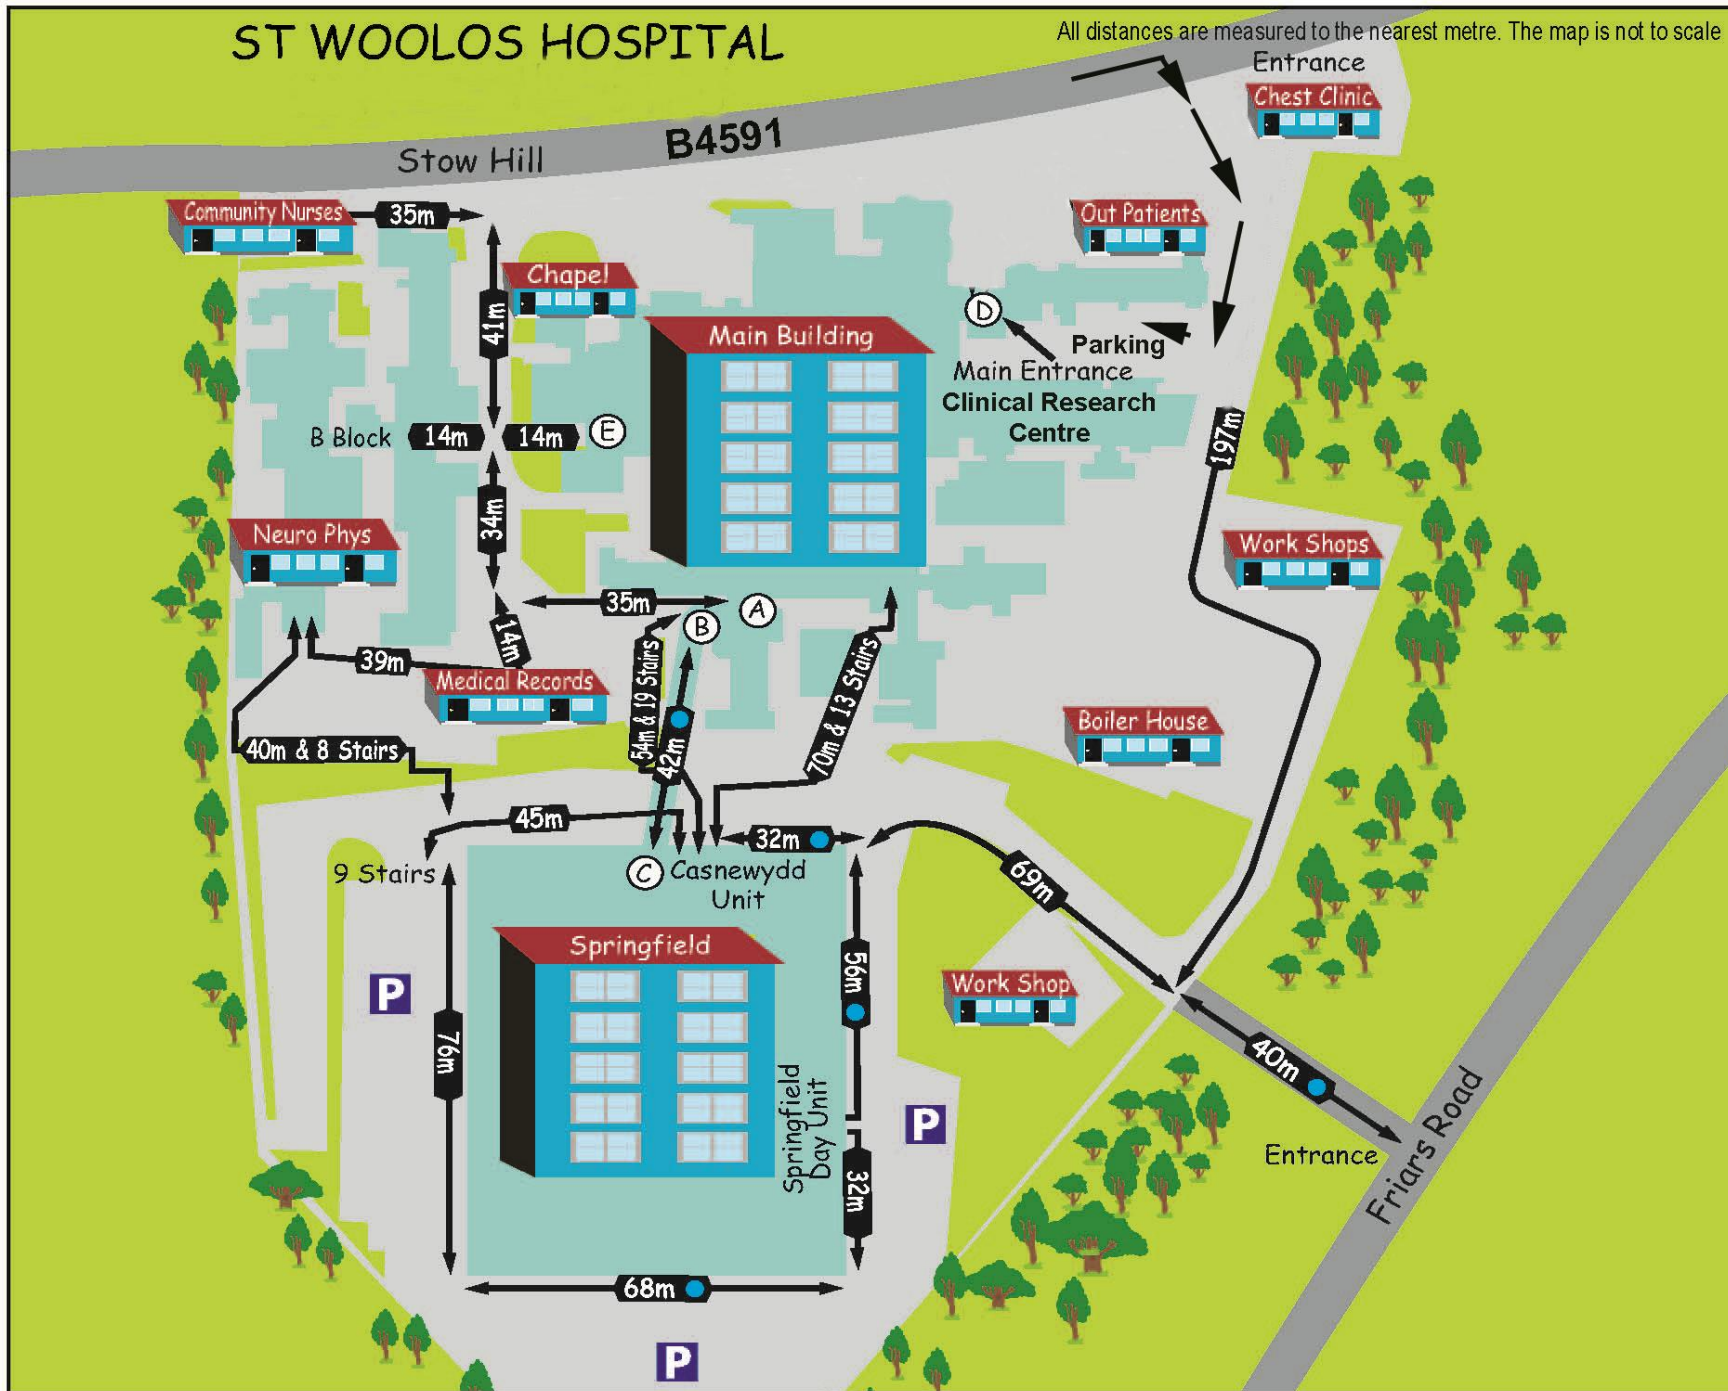 ST WOOLOS HOSPITAL
All distances are measured to the nearest metre. The map is not to scale
Entrance
Chest Clinic
B4591
Stow Hill
Community Nurses
35m
Out Patients
Chapel
41m
D
Main Building
Parking
Main Entrance
Clinical Research
Centre
B Block
14m
14m
E
197m
34m
Neuro Phys
Work Shops
35m
A
B
14m
39m
Medical Records
54m & 19 Stairs
42m
70m & 13 Stairs
Boiler House
40m & 8 Stairs
45m
32m
9 Stairs
C
Casnewydd
Unit
69m
Springfield
56m
P
Work Shop
76m
40m
Springfield
Day Unit
P
Entrance
Friars Road
32m
68m
P